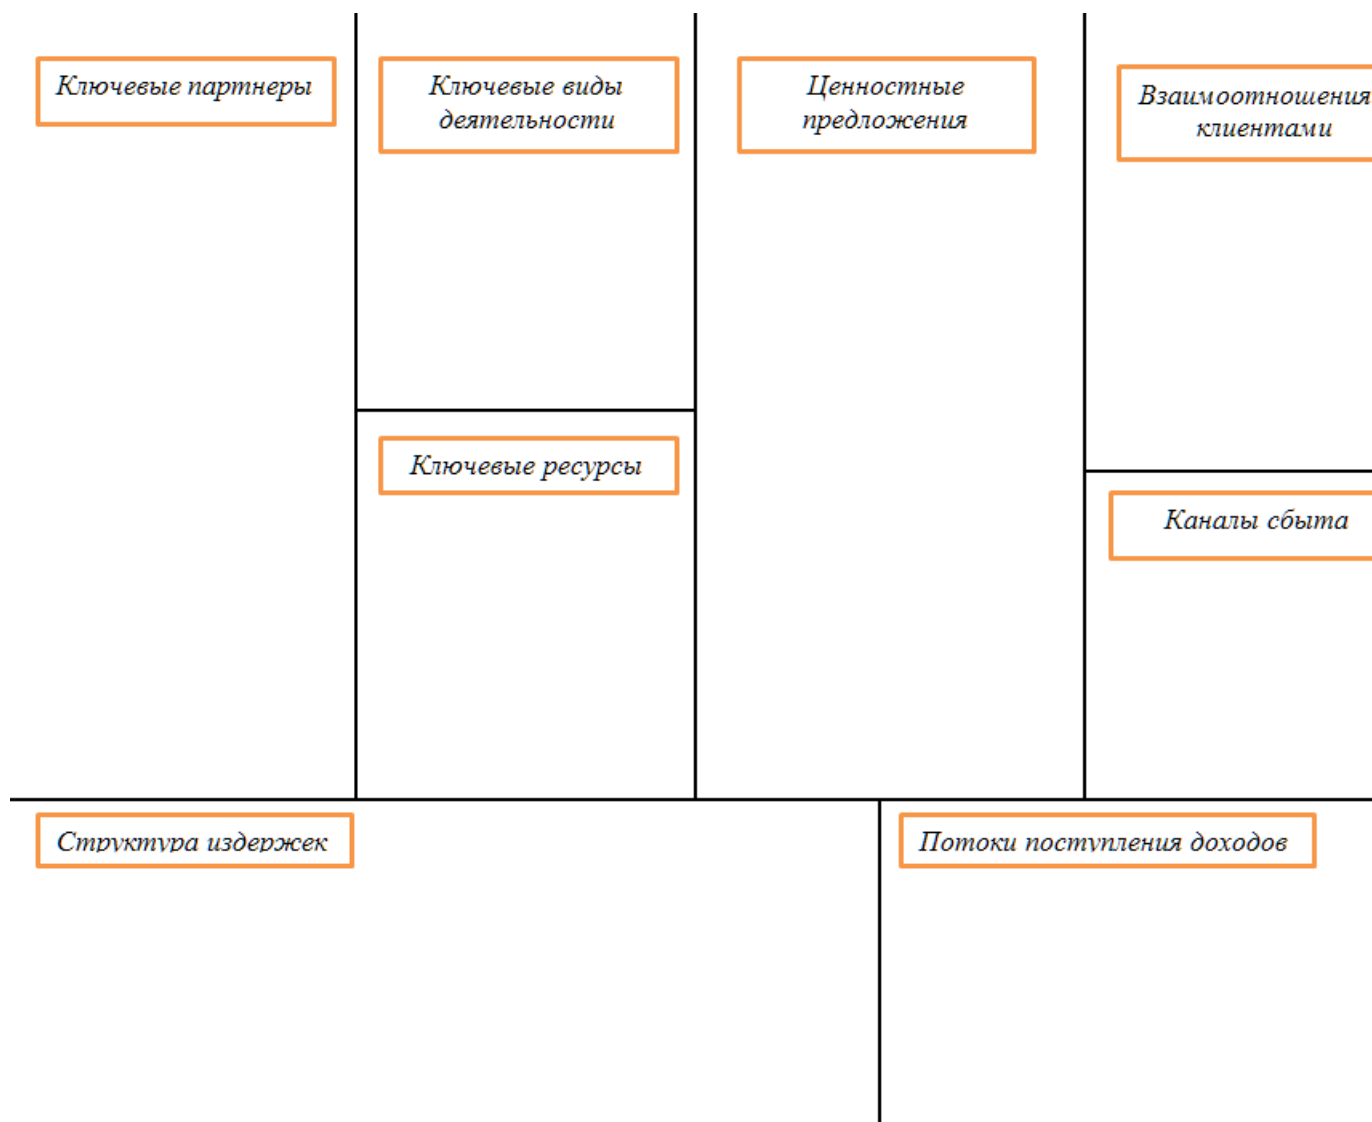 Ключевые партнеры
Ключевые виды
деятельности
Ценностные
предложения
Взаимоотношения
клиентами
Ключевые ресурсы
Каналы сбыта
Структура издержек
Потоки поступления доходов